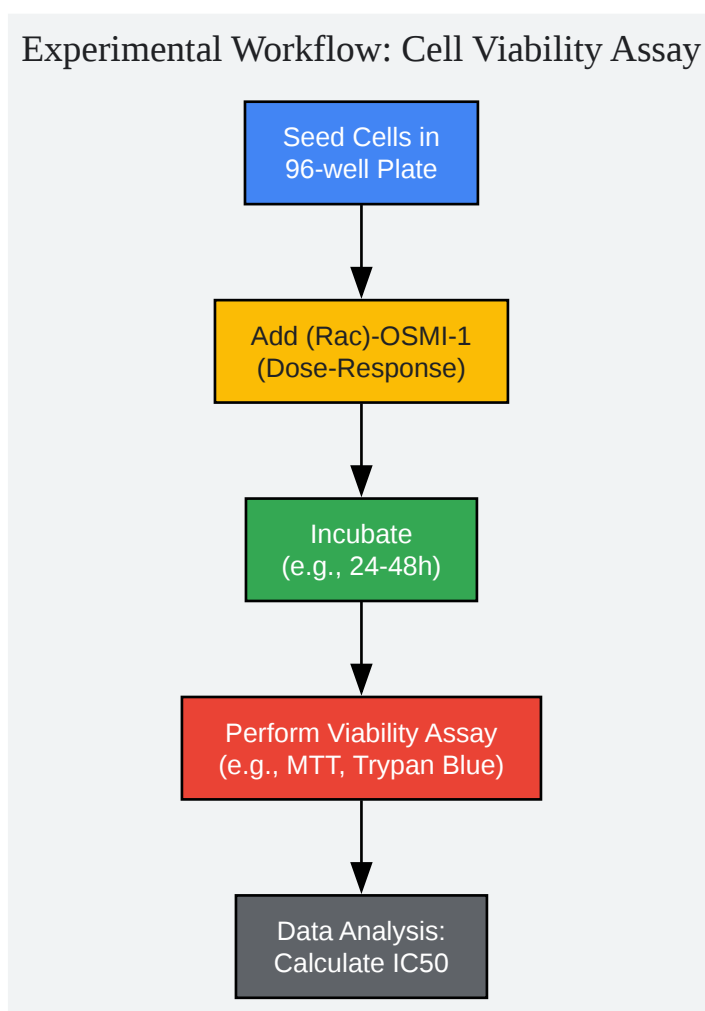 Experimental Workflow: Cell Viability Assay
Seed Cells in
96-well Plate
Add (Rac)-OSMI-1
(Dose-Response)
Incubate
(e.g., 24-48h)
Perform Viability Assay
(e.g., MTT, Trypan Blue)
Data Analysis:
Calculate IC50